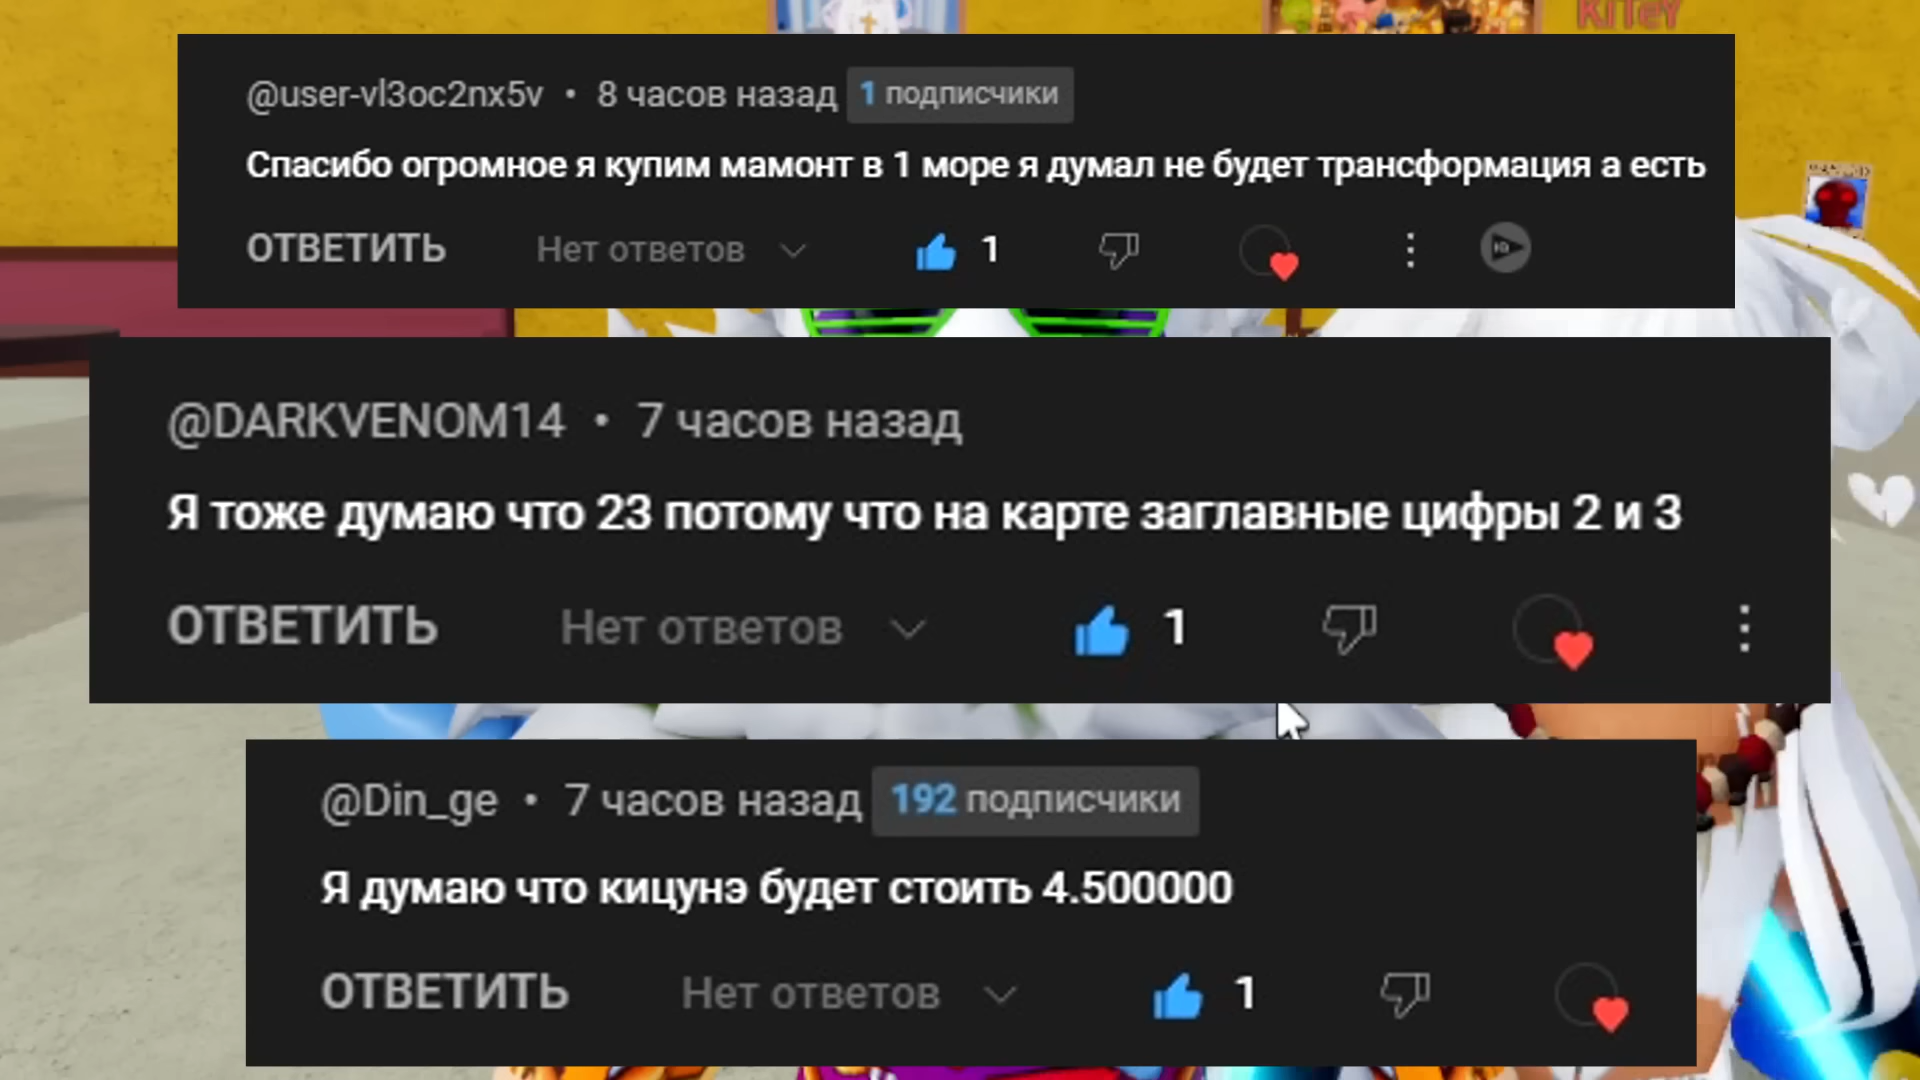 KITeY
@user-vl3oc2nx5v • 8 часов назад 1 подписчики
Спасибо огромное я купим мамонт в 1 море я думал не будет трансформация а есть
ОТВЕТИТЬ Нет ответов 1
@DARKVENOM14 • 7 часов назад
Я тоже думаю что 23 потому что на карте заглавные цифры 2 и 3
ОТВЕТИТЬ Нет ответов 1
@Din_ge • 7 часов назад 192 подписчики
Я думаю что кицунэ будет стоить 4.500000
ОТВЕТИТЬ Нет ответов 1